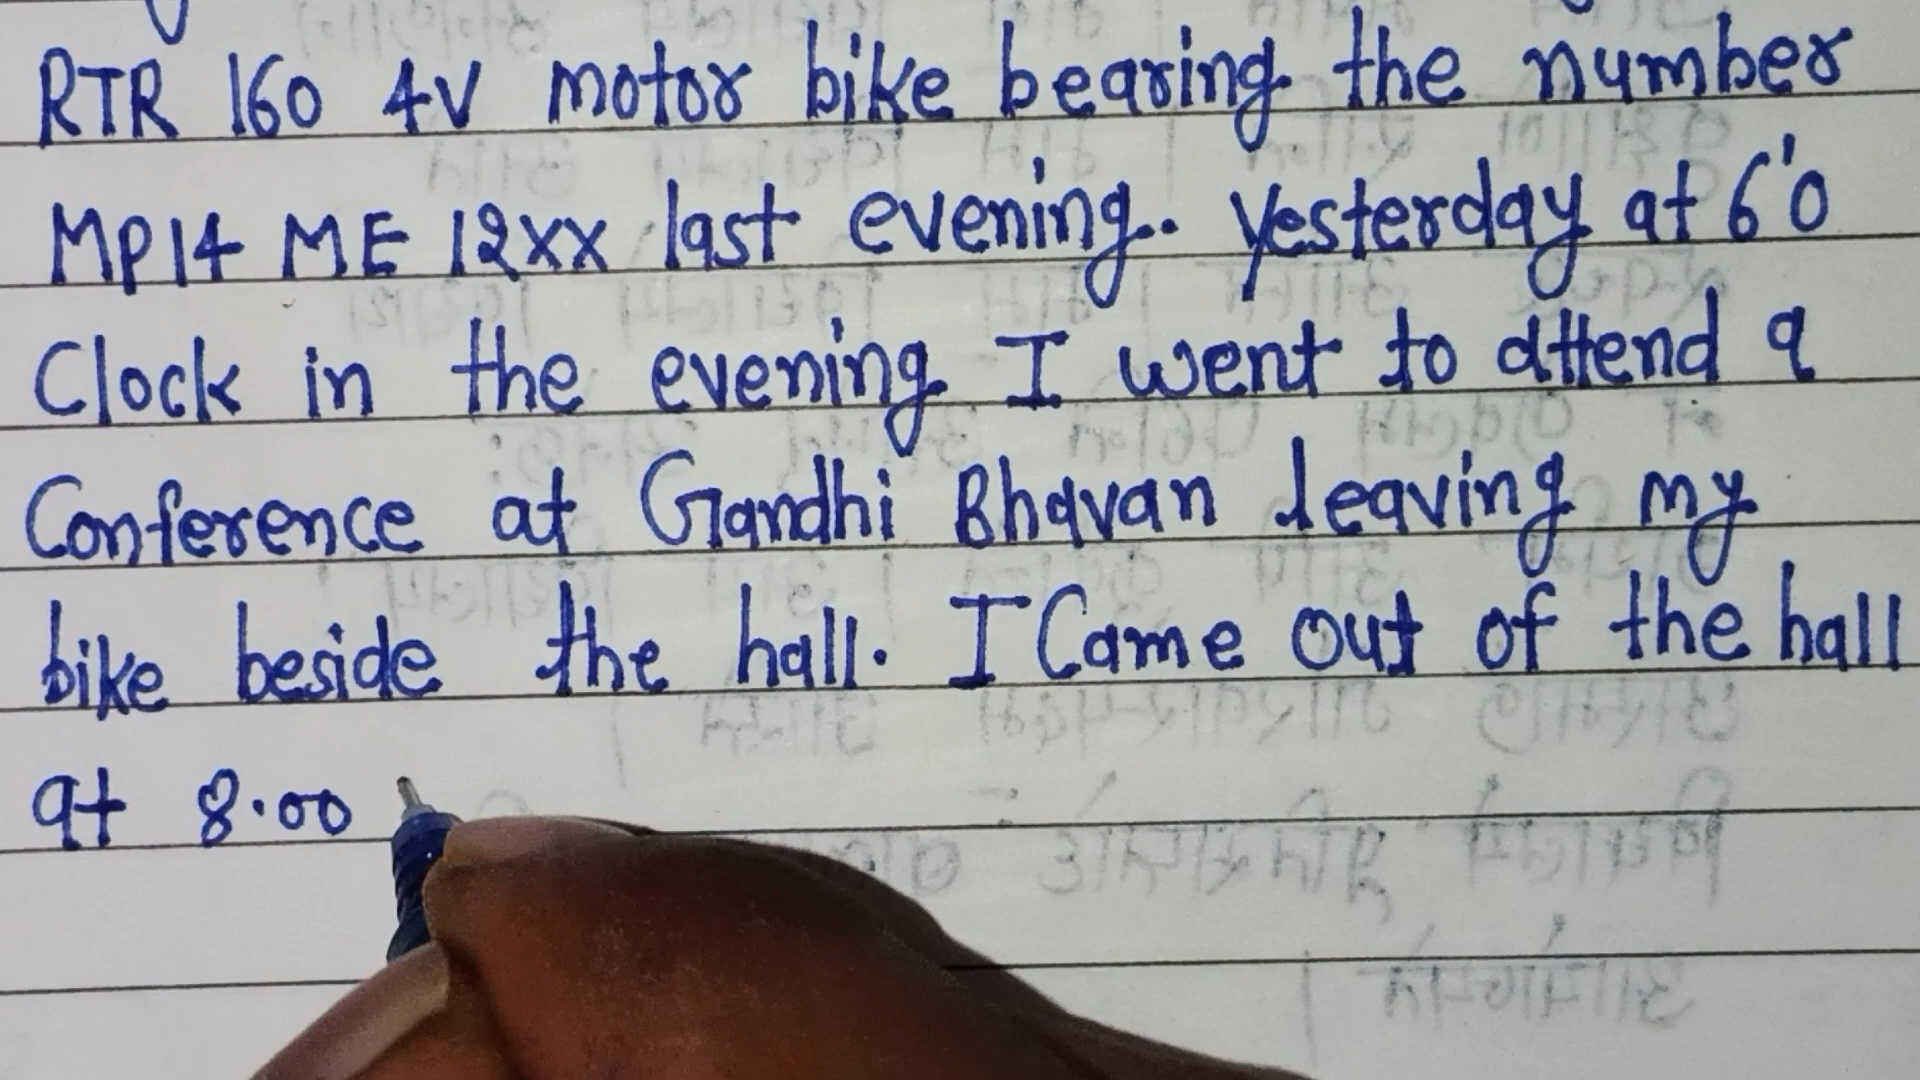 RTR 160 4V motor bike bearing the number
MP14 ME 12XX last evening. Yesterday at 6'0
Clock in the evening I went to attend a
Conference at Gandhi Bhavan leaving my
bike beside the hall. I Came out of the hall
at 8.00